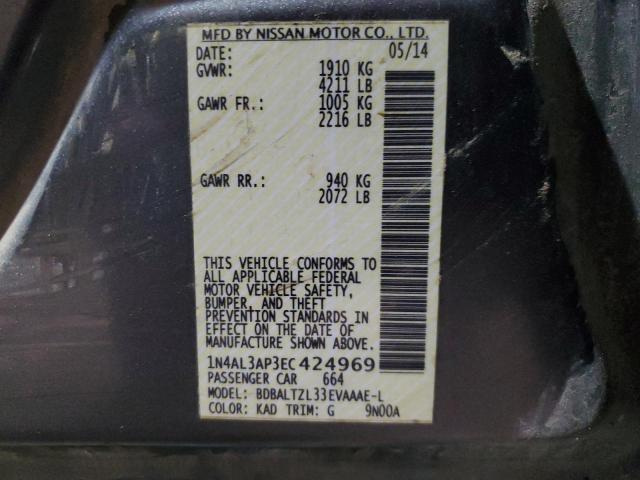 MFD BY NISSAN MOTOR CO., LTD.
DATE: 05/14
GVWR: 1910 KG
4211 LB
GAWR FR.: 1005 KG
2216 LB
GAWR RR.: 940 KG
2072 LB
THIS VEHICLE CONFORMS TO
ALL APPLICABLE FEDERAL
MOTOR VEHICLE SAFETY,
BUMPER, AND THEFT
PREVENTION STANDARDS IN
EFFECT ON THE DATE OF
MANUFACTURE SHOWN ABOVE.
1N4AL3AP3EC424969
PASSENGER CAR 664
MODEL: BDBALTZL33EVAAAE-L
COLOR: KAD TRIM: G 9N00A